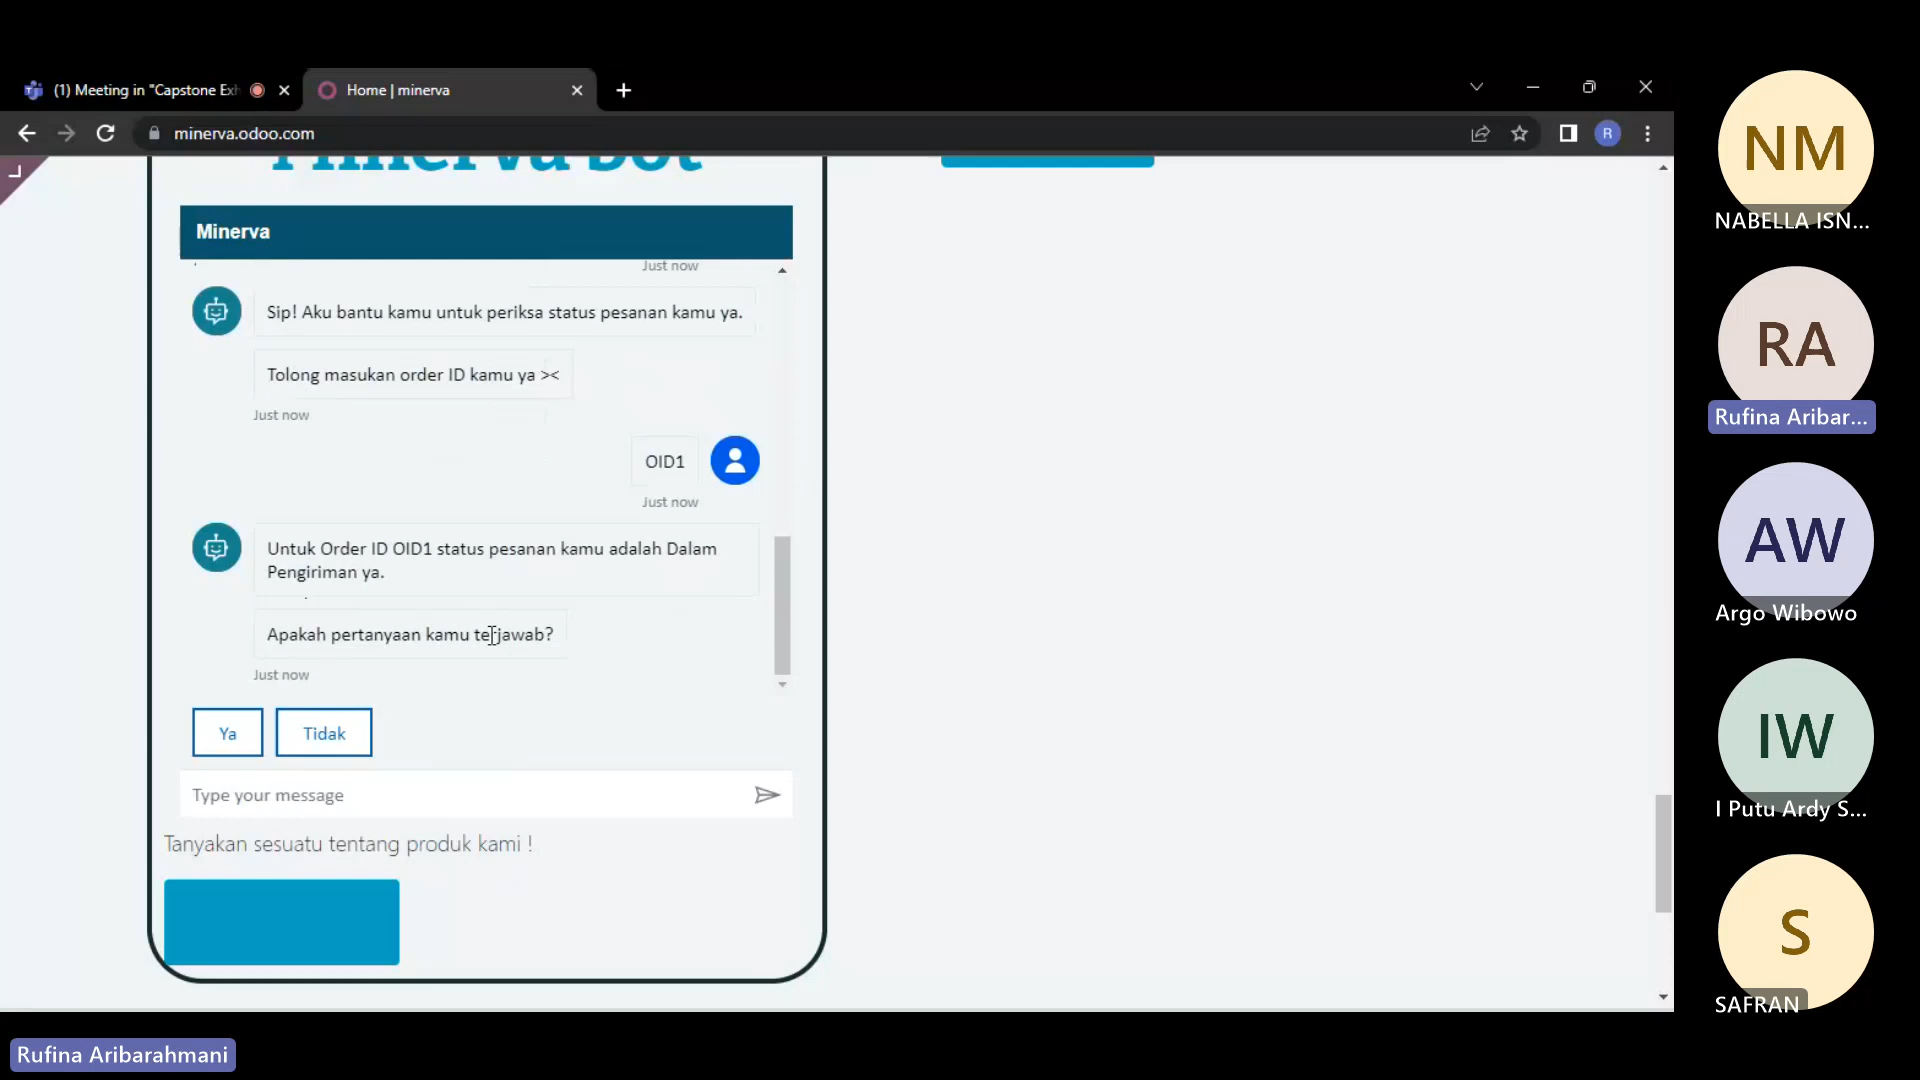 (1) Meeting in "Capstone Exh
Home | minerva
minerva.odoo.com
R
Minerva bot
Minerva
Just now
Sip! Aku bantu kamu untuk periksa status pesanan kamu ya.
Tolong masukan order ID kamu ya ><
Just now
OID1
Just now
Untuk Order ID OID1 status pesanan kamu adalah Dalam
Pengiriman ya.
Apakah pertanyaan kamu terjawab?
Just now
Ya
Tidak
Type your message
Tanyakan sesuatu tentang produk kami !
NM
NABELLA ISN...
RA
Rufina Aribar...
AW
Argo Wibowo
IW
I Putu Ardy S...
S
SAFRAN
Rufina Aribarahmani